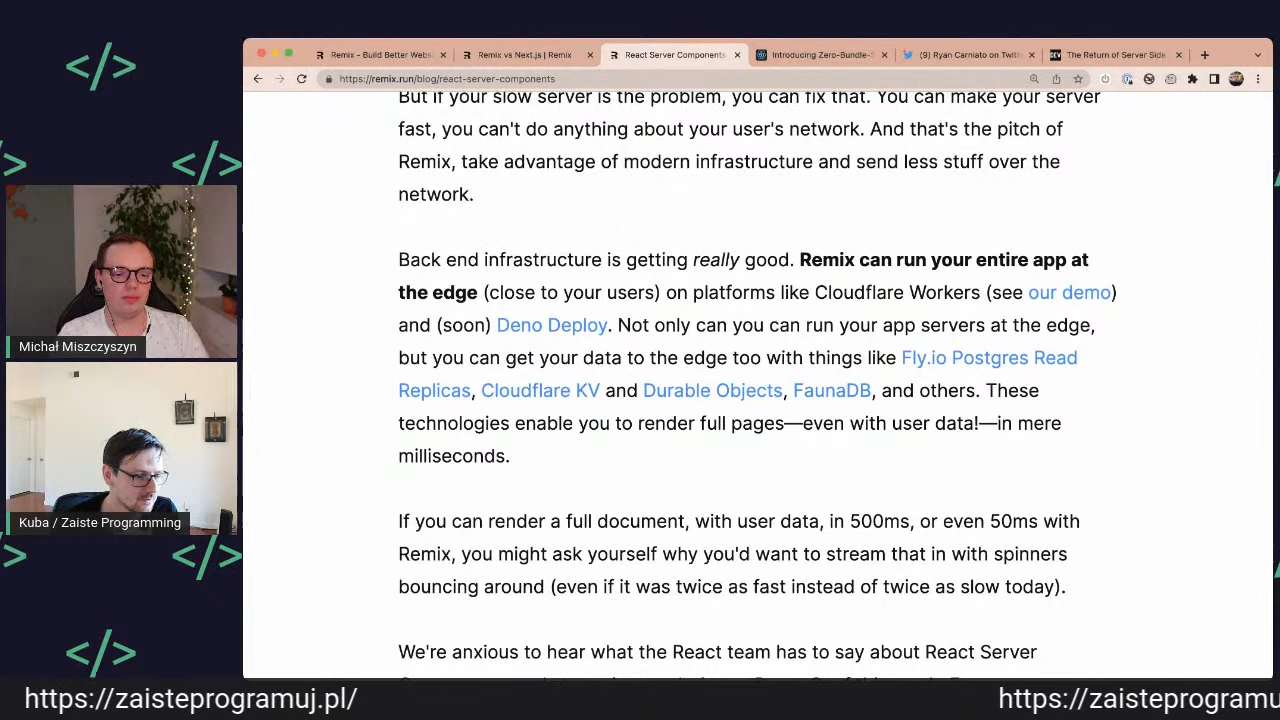 </>
</>
</>
</>
</>
</>
Michał Miszczyszyn
Kuba / Zaiste Programming
Remix - Build Better Webs
Remix vs Next.js | Remix
React Server Components
Introducing Zero-Bundle-S
(9) Ryan Carniato on Twitt
DEV
The Return of Server Side
https://remix.run/blog/react-server-components
But if your slow server is the problem, you can fix that. You can make your server
fast, you can't do anything about your user's network. And that's the pitch of
Remix, take advantage of modern infrastructure and send less stuff over the
network.
Back end infrastructure is getting really good. Remix can run your entire app at
the edge (close to your users) on platforms like Cloudflare Workers (see our demo)
and (soon) Deno Deploy. Not only can you can run your app servers at the edge,
but you can get your data to the edge too with things like Fly.io Postgres Read
Replicas, Cloudflare KV and Durable Objects, FaunaDB, and others. These
technologies enable you to render full pages—even with user data!—in mere
milliseconds.
If you can render a full document, with user data, in 500ms, or even 50ms with
Remix, you might ask yourself why you'd want to stream that in with spinners
bouncing around (even if it was twice as fast instead of twice as slow today).
We're anxious to hear what the React team has to say about React Server
https://zaisteprogramuj.pl/
https://zaisteprogramu